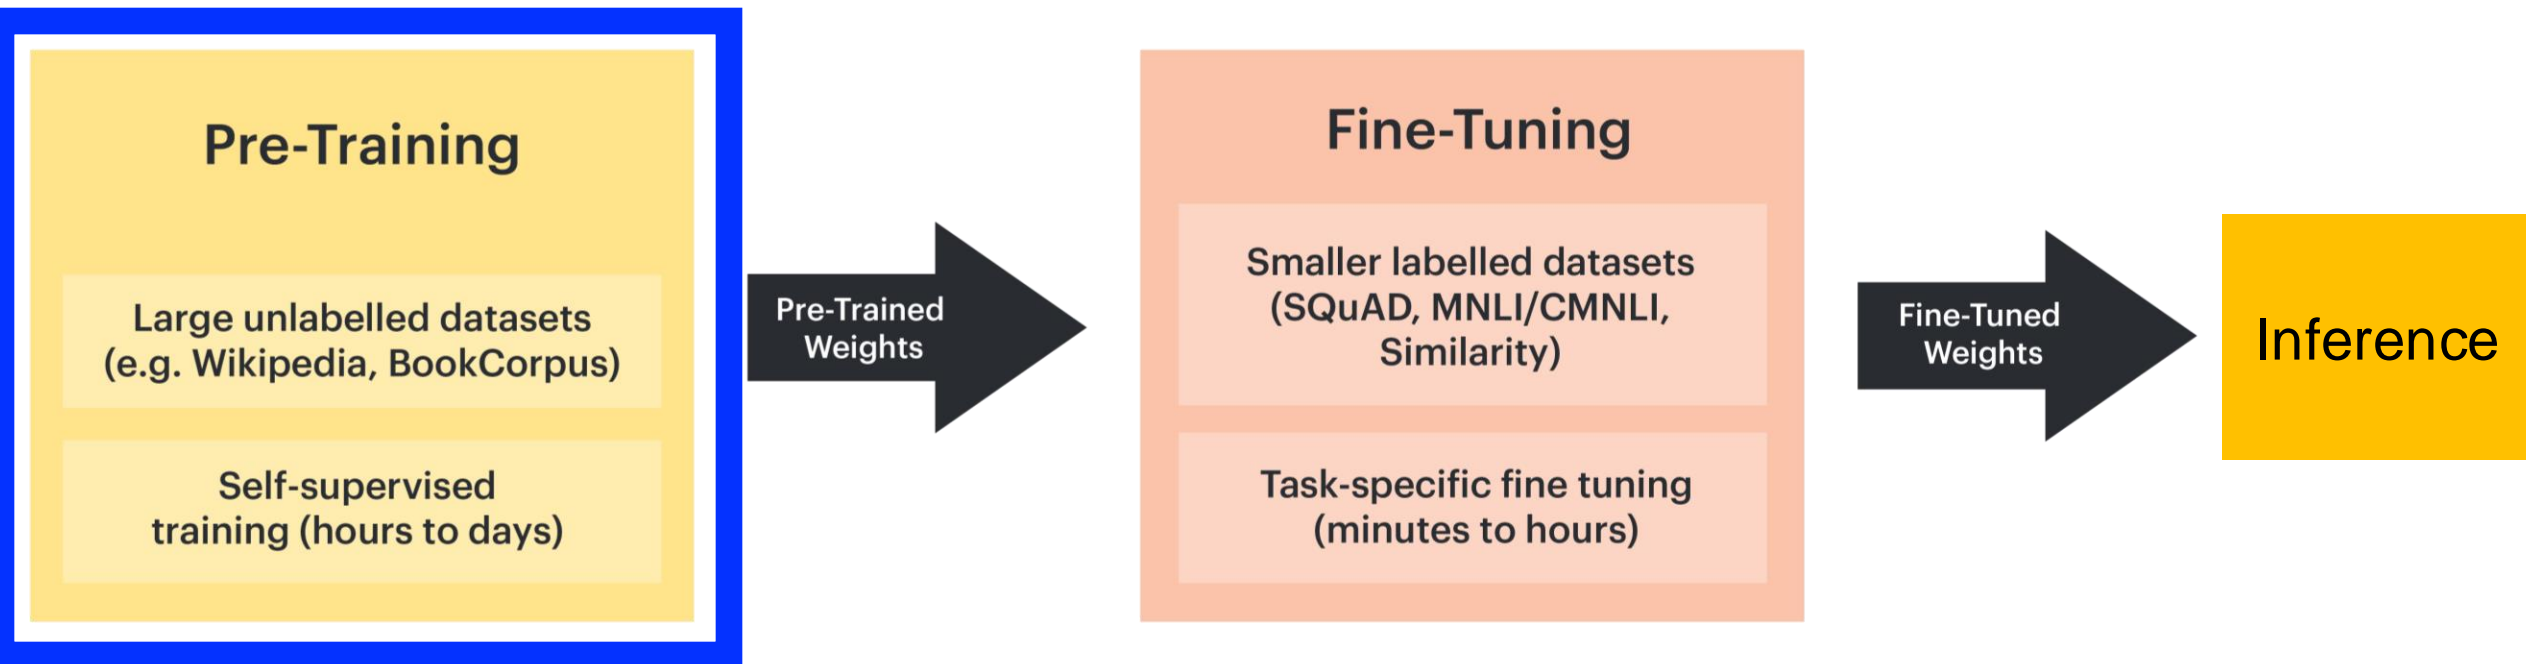 Pre-Training
Large unlabelled datasets
(e.g. Wikipedia, BookCorpus)
Self-supervised
training (hours to days)
Pre-Trained
Weights
Fine-Tuning
Smaller labelled datasets
(SQuAD, MNLI/CMNLI,
Similarity)
Task-specific fine tuning
(minutes to hours)
Fine-Tuned
Weights
Inference